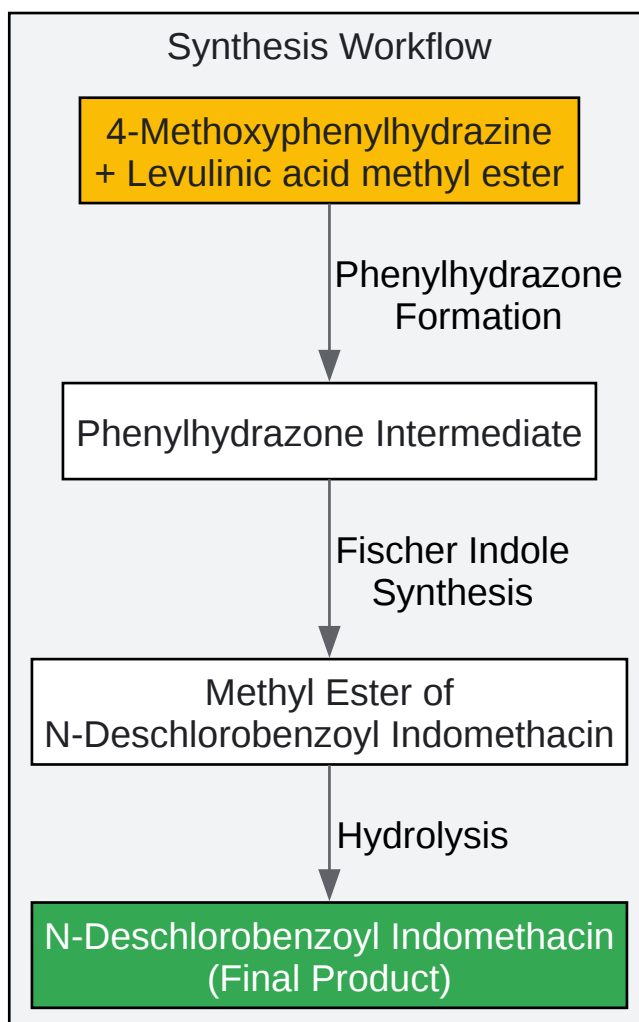 Synthesis Workflow
4-Methoxyphenylhydrazine
+ Levulinic acid methyl ester
Phenylhydrazone
Formation
Phenylhydrazone Intermediate
Fischer Indole
Synthesis
Methyl Ester of
N-Deschlorobenzoyl Indomethacin
Hydrolysis
N-Deschlorobenzoyl Indomethacin
(Final Product)